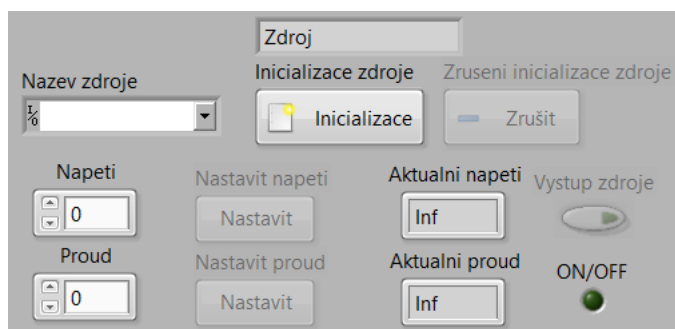 Zdroj
Nazev zdroje
Inicializace zdroje
Zruseni inicializace zdroje
I/O
Inicializace
Zrušit
Napeti
Nastavit napeti
Aktualni napeti
Vystup zdroje
0
Nastavit
Inf
Proud
Nastavit proud
Aktualni proud
ON/OFF
0
Nastavit
Inf